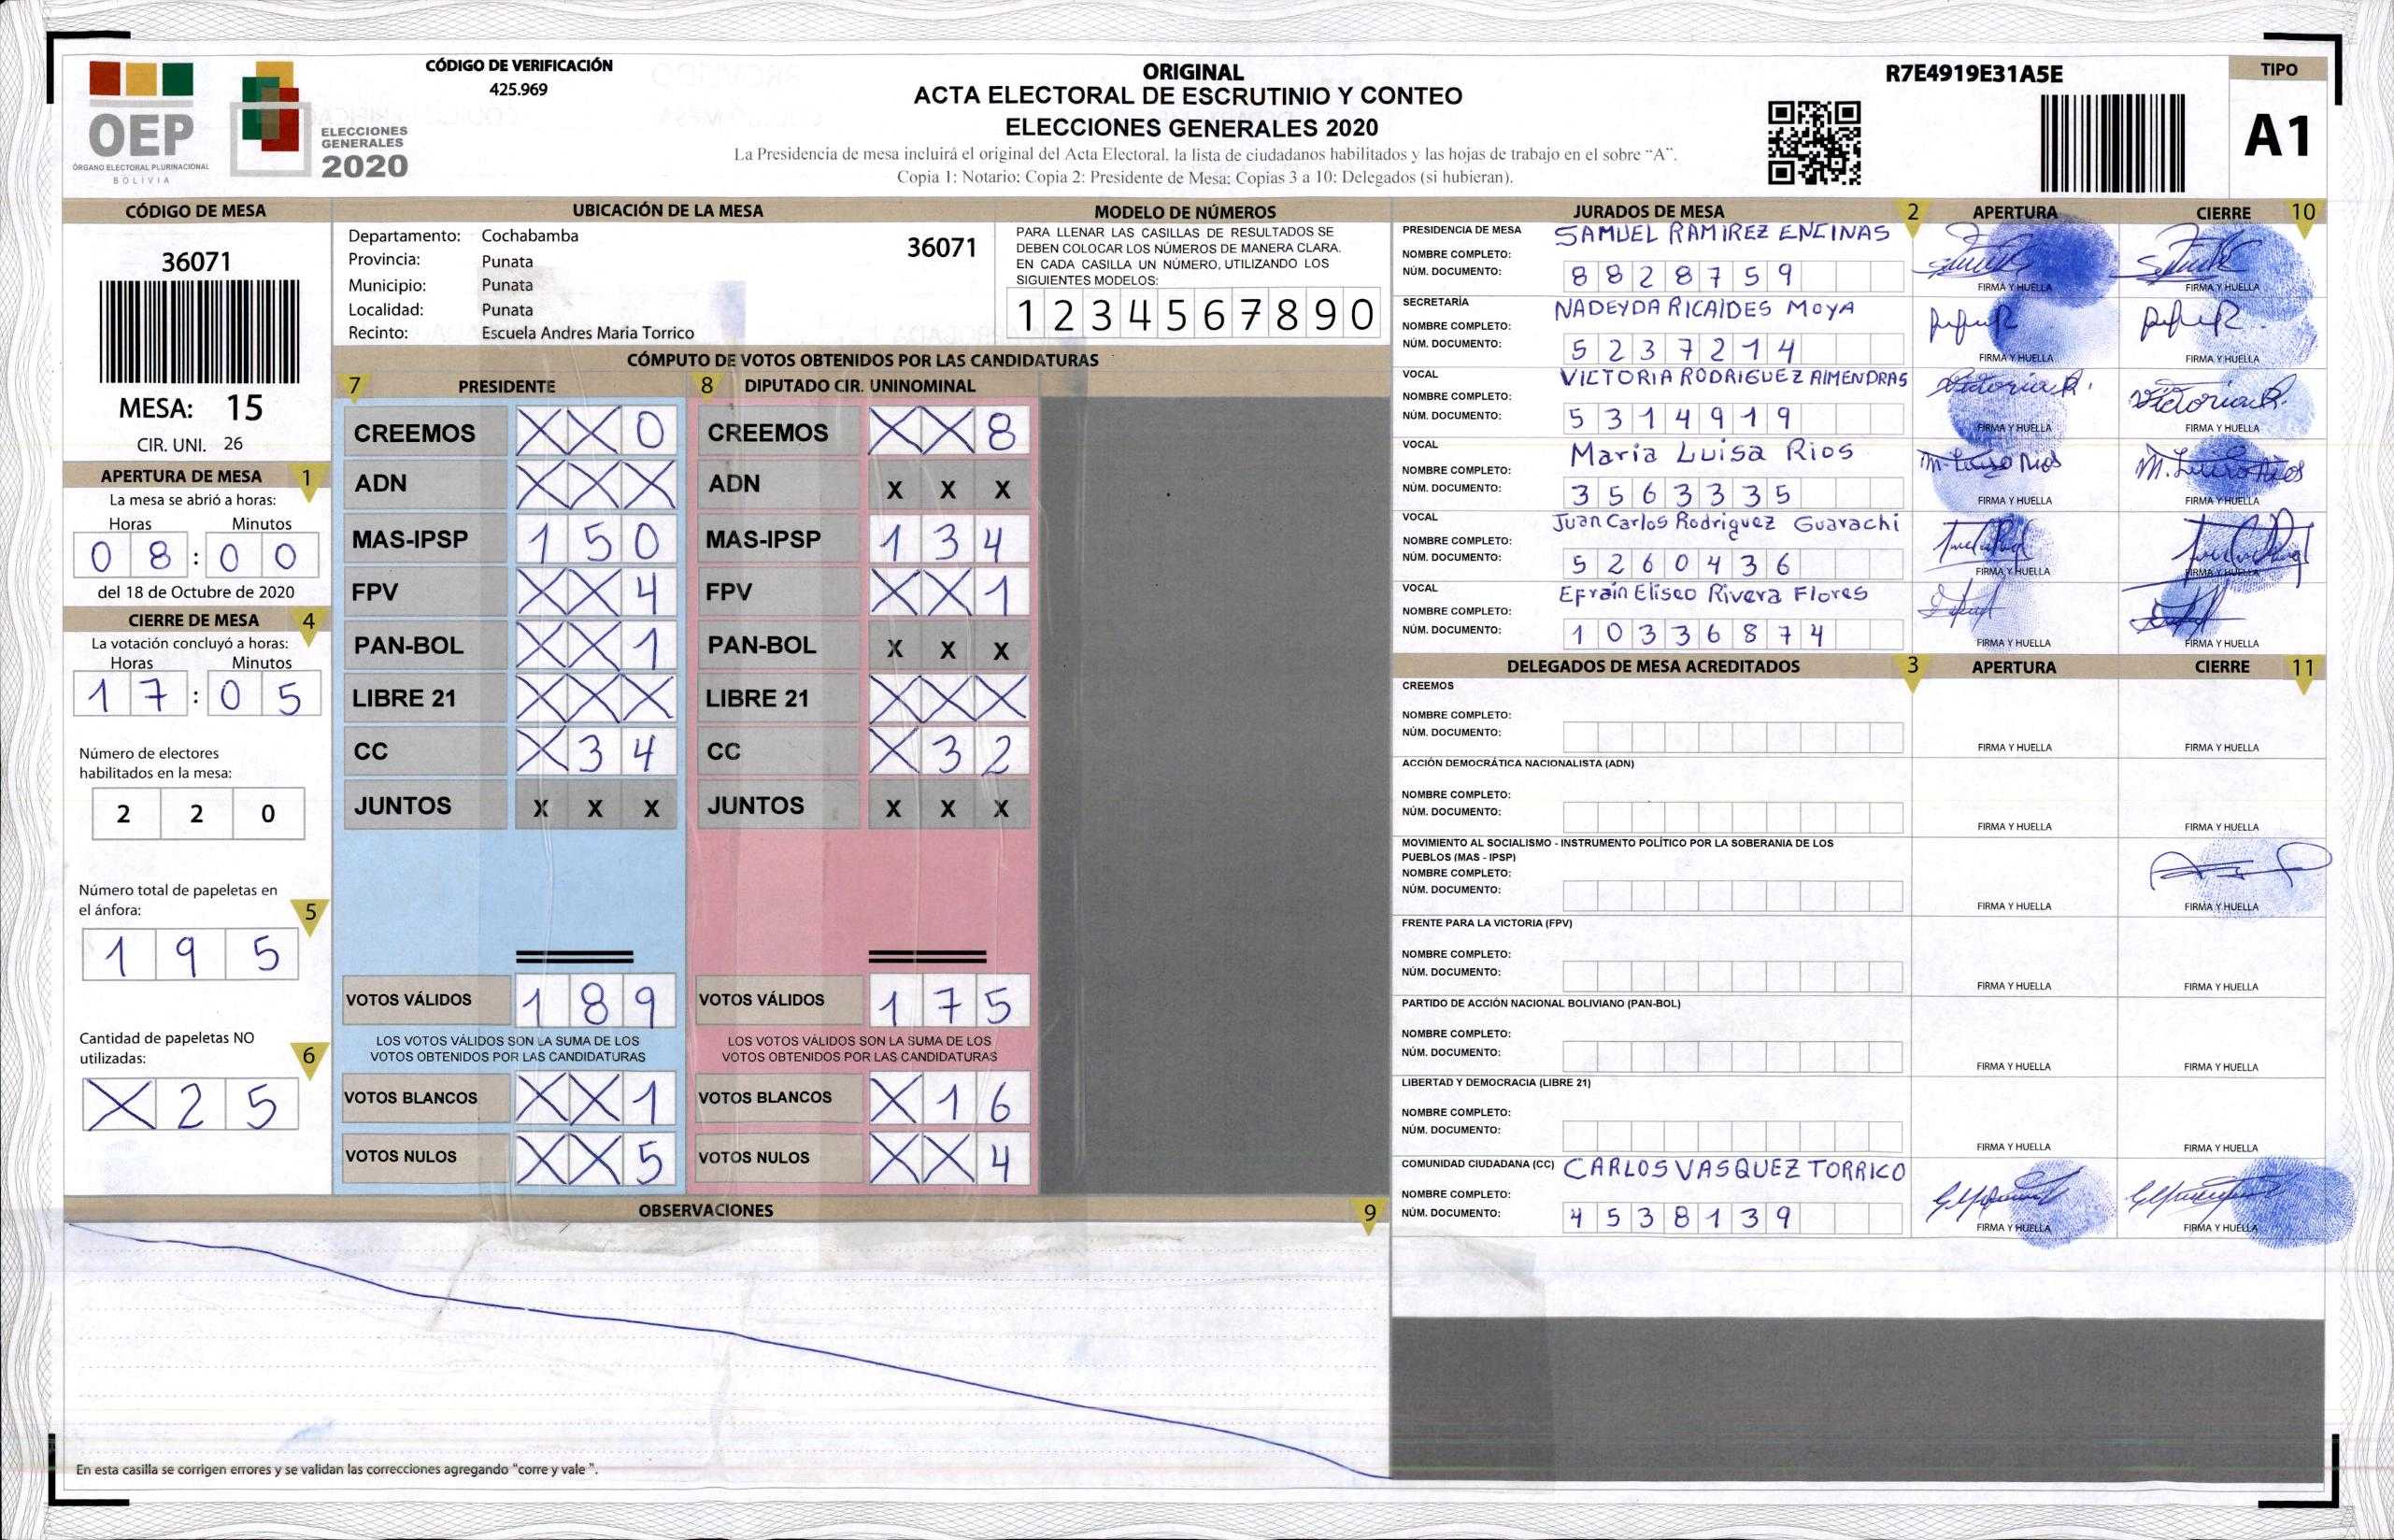 CÓDIGO DE VERIFICACIÓN
425.969
OEP
ÓRGANO ELECTORAL PLURINACIONAL
BOLIVIA
ELECCIONES
GENERALES
2020
ORIGINAL
ACTA ELECTORAL DE ESCRUTINIO Y CONTEO
ELECCIONES GENERALES 2020
La Presidencia de mesa incluirá el original del Acta Electoral, la lista de ciudadanos habilitados y las hojas de trabajo en el sobre "A".
Copia 1: Notario; Copia 2: Presidente de Mesa; Copias 3 a 10: Delegados (si hubieran).
R7E4919E31A5E
TIPO
A1
CÓDIGO DE MESA
36071
MESA: 15
CIR. UNI. 26
APERTURA DE MESA 1
La mesa se abrió a horas:
Horas Minutos
0 8 : 0 0
del 18 de Octubre de 2020
CIERRE DE MESA 4
La votación concluyó a horas:
Horas Minutos
1 7 : 0 5
Número de electores
habilitados en la mesa:
2 2 0
Número total de papeletas en
el ánfora: 5
1 9 5
Cantidad de papeletas NO
utilizadas: 6
X 2 5
UBICACIÓN DE LA MESA
Departamento: Cochabamba 36071
Provincia: Punata
Municipio: Punata
Localidad: Punata
Recinto: Escuela Andres Maria Torrico
MODELO DE NÚMEROS
PARA LLENAR LAS CASILLAS DE RESULTADOS SE
DEBEN COLOCAR LOS NÚMEROS DE MANERA CLARA.
EN CADA CASILLA UN NÚMERO, UTILIZANDO LOS
SIGUIENTES MODELOS:
1 2 3 4 5 6 7 8 9 0
CÓMPUTO DE VOTOS OBTENIDOS POR LAS CANDIDATURAS
7 PRESIDENTE 8 DIPUTADO CIR. UNINOMINAL
CREEMOS X X 0 CREEMOS X X 8
ADN X X X ADN X X X
MAS-IPSP 1 5 0 MAS-IPSP 1 3 4
FPV X X 4 FPV X X 1
PAN-BOL X X 1 PAN-BOL X X X
LIBRE 21 X X X LIBRE 21 X X X
CC X 3 4 CC X 3 2
JUNTOS X X X JUNTOS X X X
VOTOS VÁLIDOS 1 8 9 VOTOS VÁLIDOS 1 7 5
LOS VOTOS VÁLIDOS SON LA SUMA DE LOS LOS VOTOS VÁLIDOS SON LA SUMA DE LOS
VOTOS OBTENIDOS POR LAS CANDIDATURAS VOTOS OBTENIDOS POR LAS CANDIDATURAS
VOTOS BLANCOS X X 1 VOTOS BLANCOS X 1 6
VOTOS NULOS X X 5 VOTOS NULOS X X 4
OBSERVACIONES 9
En esta casilla se corrigen errores y se validan las correcciones agregando "corre y vale ".
JURADOS DE MESA 2 APERTURA CIERRE 10
PRESIDENCIA DE MESA SAMUEL RAMIREZ ENCINAS
NOMBRE COMPLETO:
NÚM. DOCUMENTO: 8 8 2 8 7 5 9
FIRMA Y HUELLA FIRMA Y HUELLA
SECRETARÍA NADEYDA RICALDES MOYA
NOMBRE COMPLETO:
NÚM. DOCUMENTO: 5 2 3 7 2 1 4
FIRMA Y HUELLA FIRMA Y HUELLA
VOCAL VICTORIA RODRIGUEZ ALMENDRAS
NOMBRE COMPLETO:
NÚM. DOCUMENTO: 5 3 1 4 9 1 9
Victoria R. Victoria R.
FIRMA Y HUELLA FIRMA Y HUELLA
VOCAL Maria Luisa Rios
NOMBRE COMPLETO:
NÚM. DOCUMENTO: 3 5 6 3 3 3 5
M. Luisa Rios M. Luisa Rios
FIRMA Y HUELLA FIRMA Y HUELLA
VOCAL Juan Carlos Rodriguez Guarachi
NOMBRE COMPLETO:
NÚM. DOCUMENTO: 5 2 6 0 4 3 6
FIRMA Y HUELLA FIRMA Y HUELLA
VOCAL Efraín Eliseo Rivera Flores
NOMBRE COMPLETO:
NÚM. DOCUMENTO: 1 0 3 3 6 8 7 4
FIRMA Y HUELLA FIRMA Y HUELLA
DELEGADOS DE MESA ACREDITADOS 3 APERTURA CIERRE 11
CREEMOS
NOMBRE COMPLETO:
NÚM. DOCUMENTO:
FIRMA Y HUELLA FIRMA Y HUELLA
ACCIÓN DEMOCRÁTICA NACIONALISTA (ADN)
NOMBRE COMPLETO:
NÚM. DOCUMENTO:
FIRMA Y HUELLA FIRMA Y HUELLA
MOVIMIENTO AL SOCIALISMO - INSTRUMENTO POLÍTICO POR LA SOBERANIA DE LOS
PUEBLOS (MAS - IPSP)
NOMBRE COMPLETO:
NÚM. DOCUMENTO:
FIRMA Y HUELLA FIRMA Y HUELLA
FRENTE PARA LA VICTORIA (FPV)
NOMBRE COMPLETO:
NÚM. DOCUMENTO:
FIRMA Y HUELLA FIRMA Y HUELLA
PARTIDO DE ACCIÓN NACIONAL BOLIVIANO (PAN-BOL)
NOMBRE COMPLETO:
NÚM. DOCUMENTO:
FIRMA Y HUELLA FIRMA Y HUELLA
LIBERTAD Y DEMOCRACIA (LIBRE 21)
NOMBRE COMPLETO:
NÚM. DOCUMENTO:
FIRMA Y HUELLA FIRMA Y HUELLA
COMUNIDAD CIUDADANA (CC) CARLOS VASQUEZ TORRICO
NOMBRE COMPLETO:
NÚM. DOCUMENTO: 4 5 3 8 1 3 9
FIRMA Y HUELLA FIRMA Y HUELLA